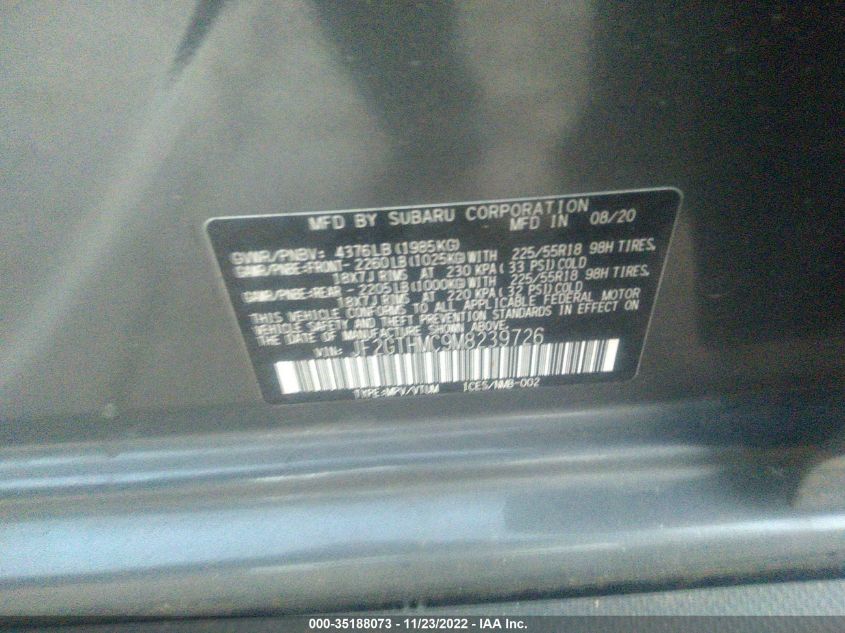 MFD BY SUBARU CORPORATION
MFD IN 08/20
GVWR/PNBV: 4376LB(1985KG)
GAWR/PNBE:FRONT- 2260LB(1025KG)WITH 225/55R18 98H TIRES,
18X7J RIMS AT 230 KPA(33 PSI)COLD
GAWR/PNBE:REAR - 2205LB(1000KG)WITH 225/55R18 98H TIRES,
18X7J RIMS AT 220 KPA(32 PSI)COLD
THIS VEHICLE CONFORMS TO ALL APPLICABLE FEDERAL MOTOR
VEHICLE SAFETY AND THEFT PREVENTION STANDARDS IN EFFECT ON
THE DATE OF MANUFACTURE SHOWN ABOVE.
VIN: JF2GTHMC9M8239726
TYPE:MPV/VTUM ICES/NMB-002
000-35188073 - 11/23/2022 - IAA Inc.